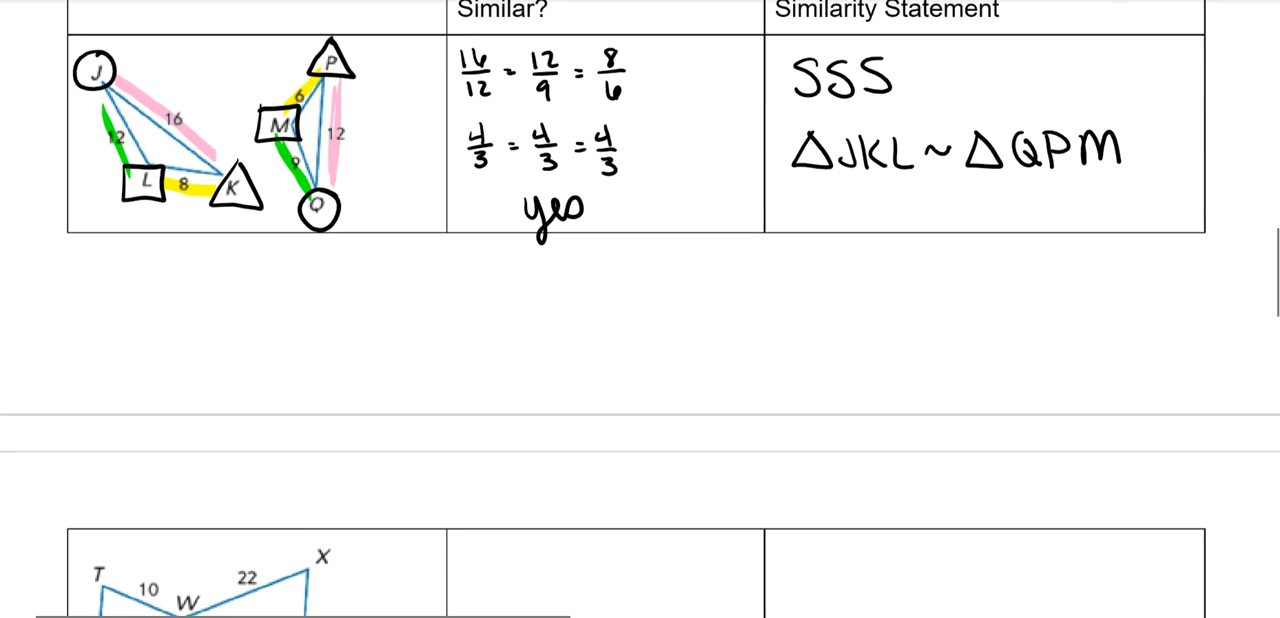 Similar?
Similarity Statement
J
16
12
L
8
K
P
6
M
12
9
Q
16/12 = 12/9 = 8/6
4/3 = 4/3 = 4/3
yes
SSS
△JKL ~ △QPM
T
10
W
22
X